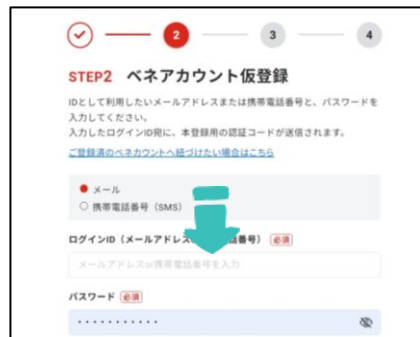 2 3 4
STEP2 ベネアカウント仮登録
IDとして利用したいメールアドレスまたは携帯電話番号と、パスワードを
入力してください。
入力したログインID宛に、本登録用の認証コードが送信されます。
ご登録済のベネカウントへ紐づけたい場合はこちら
メール
携帯電話番号（SMS）
ログインID（メールアドレス 話番号） 必須
メールアドレスor携帯電話番号を入力
パスワード 必須